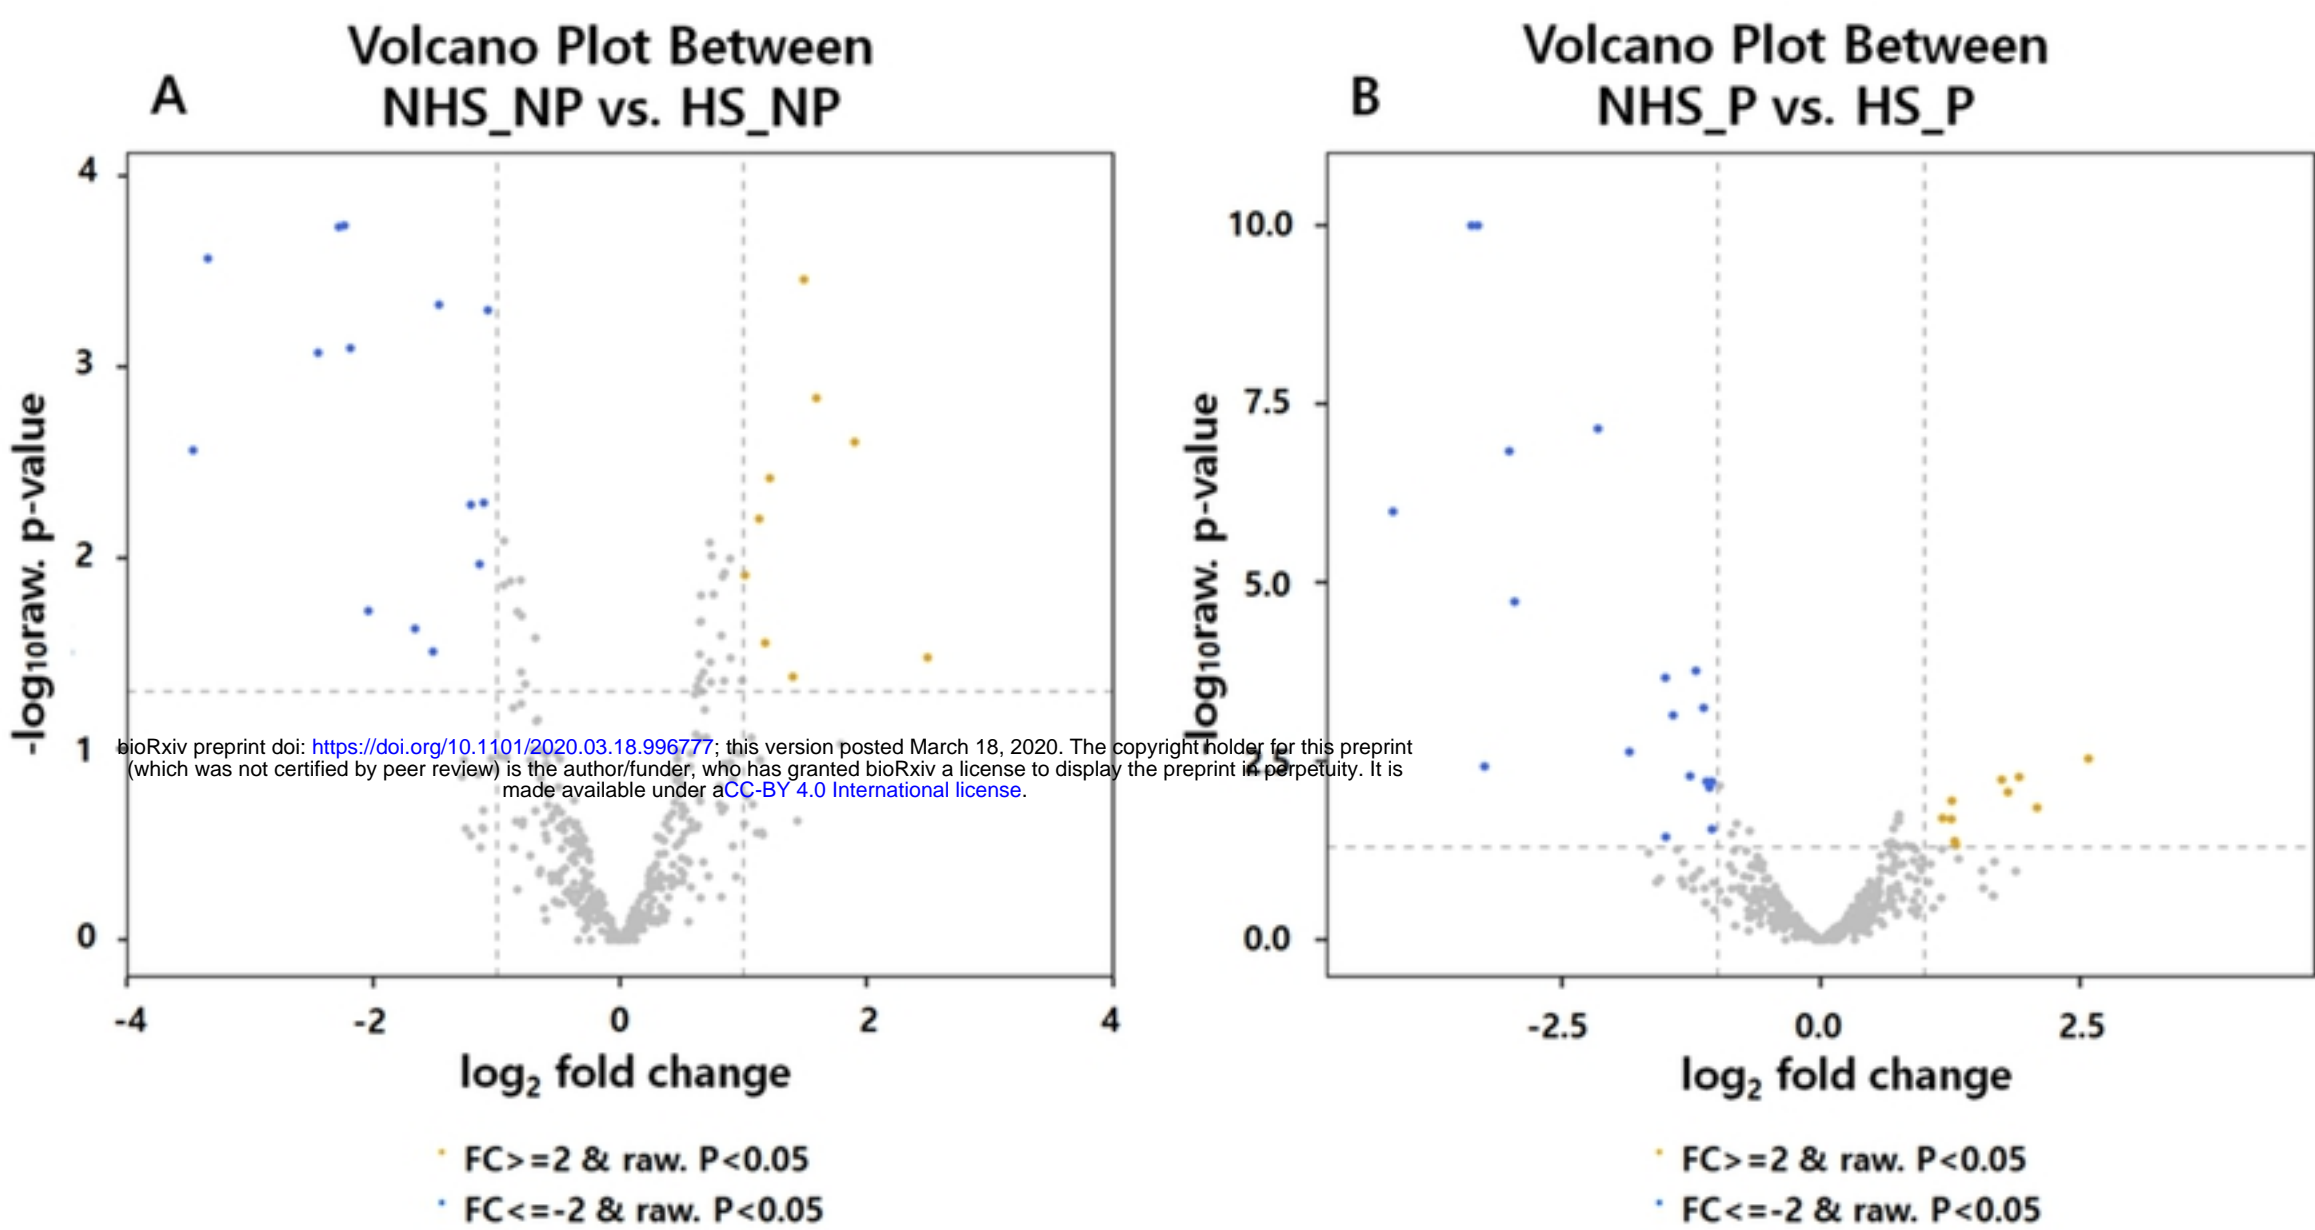 A
Volcano Plot Between
NHS_NP vs. HS_NP
4
3
2
1
0
-log10raw. p-value
-4 -2 0 2 4
log2 fold change
FC>=2 & raw. P<0.05
FC<=-2 & raw. P<0.05
B
Volcano Plot Between
NHS_P vs. HS_P
10.0
7.5
5.0
2.5
0.0
-log10raw. p-value
-2.5 0.0 2.5
log2 fold change
FC>=2 & raw. P<0.05
FC<=-2 & raw. P<0.05
bioRxiv preprint doi: https://doi.org/10.1101/2020.03.18.996777; this version posted March 18, 2020. The copyright holder for this preprint
(which was not certified by peer review) is the author/funder, who has granted bioRxiv a license to display the preprint in perpetuity. It is
made available under aCC-BY 4.0 International license.